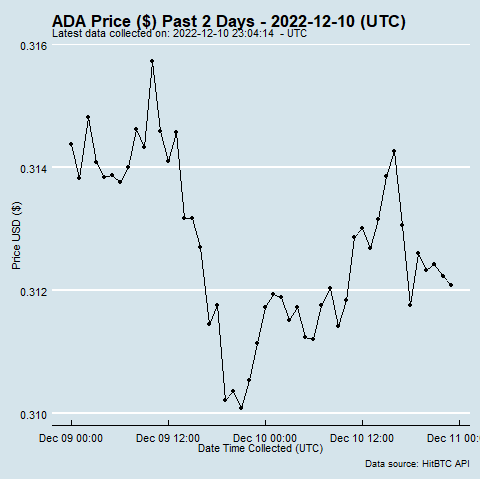 ADA Price ($) Past 2 Days - 2022-12-10 (UTC)
Latest data collected on: 2022-12-10 23:04:14 - UTC
0.316
0.314
0.312
0.310
Price USD ($)
Dec 09 00:00 Dec 09 12:00 Dec 10 00:00 Dec 10 12:00 Dec 11 00:
Date Time Collected (UTC)
Data source: HitBTC API